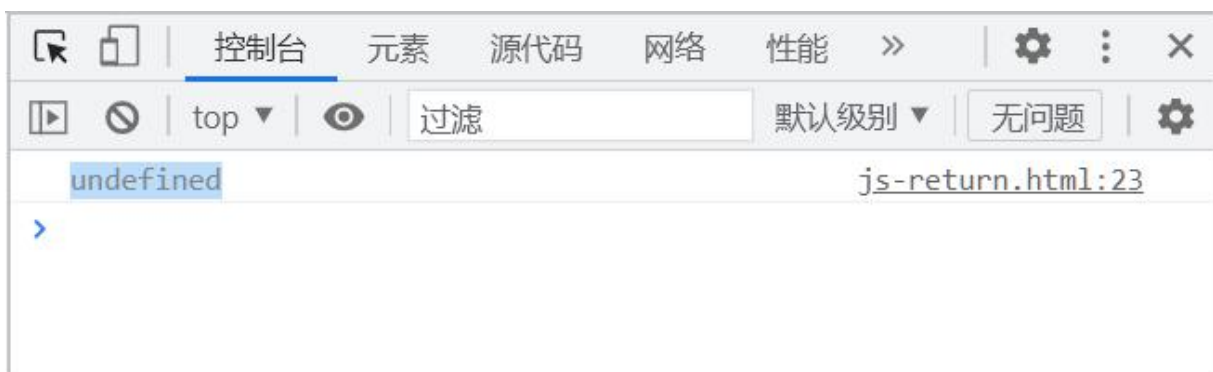 控制台 元素 源代码 网络 性能 »
top ▼ 过滤 默认级别 ▼ 无问题
undefined js-return.html:23
>